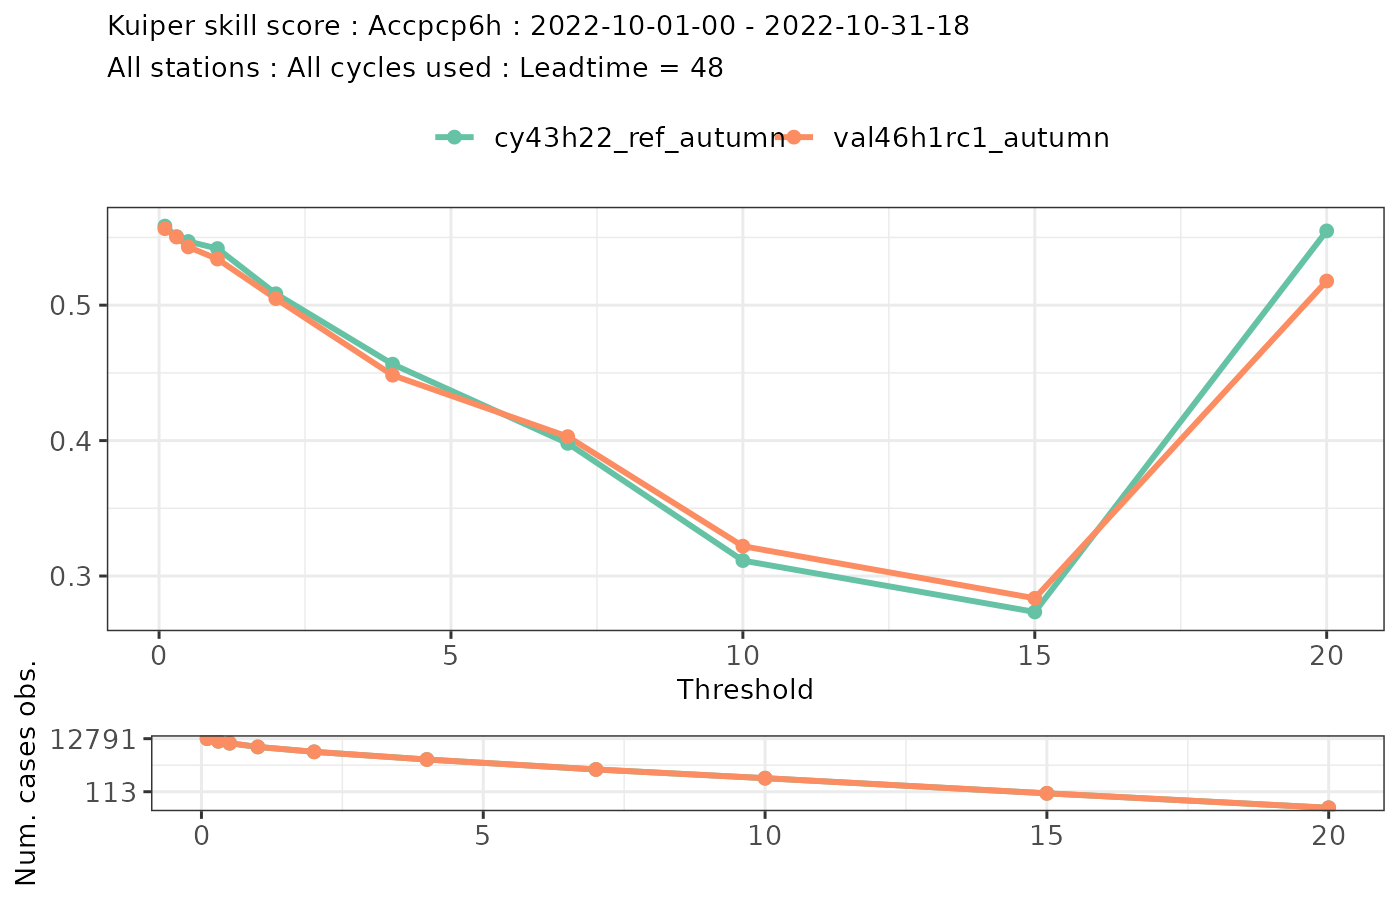 Kuiper skill score : Accpcp6h : 2022-10-01-00 - 2022-10-31-18
All stations : All cycles used : Leadtime = 48
cy43h22_ref_autumn val46h1rc1_autumn
0.5
0.4
0.3
0 5 10 15 20
Threshold
Num. cases obs.
12791
113
0 5 10 15 20